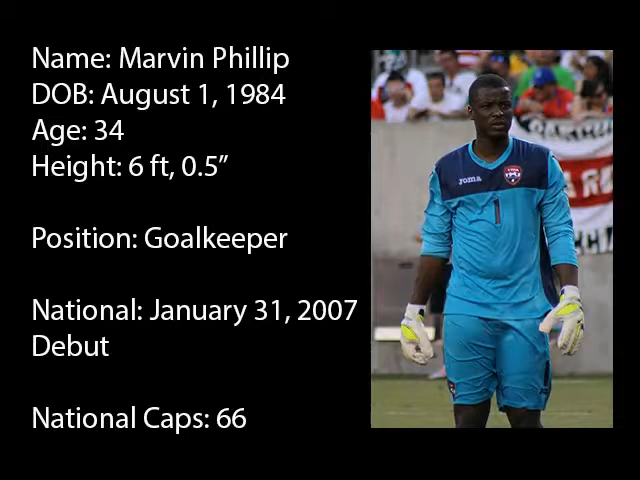 Name: Marvin Phillip
DOB: August 1, 1984
Age: 34
Height: 6 ft, 0.5”
Position: Goalkeeper
National: January 31, 2007
Debut
National Caps: 66
joma
1